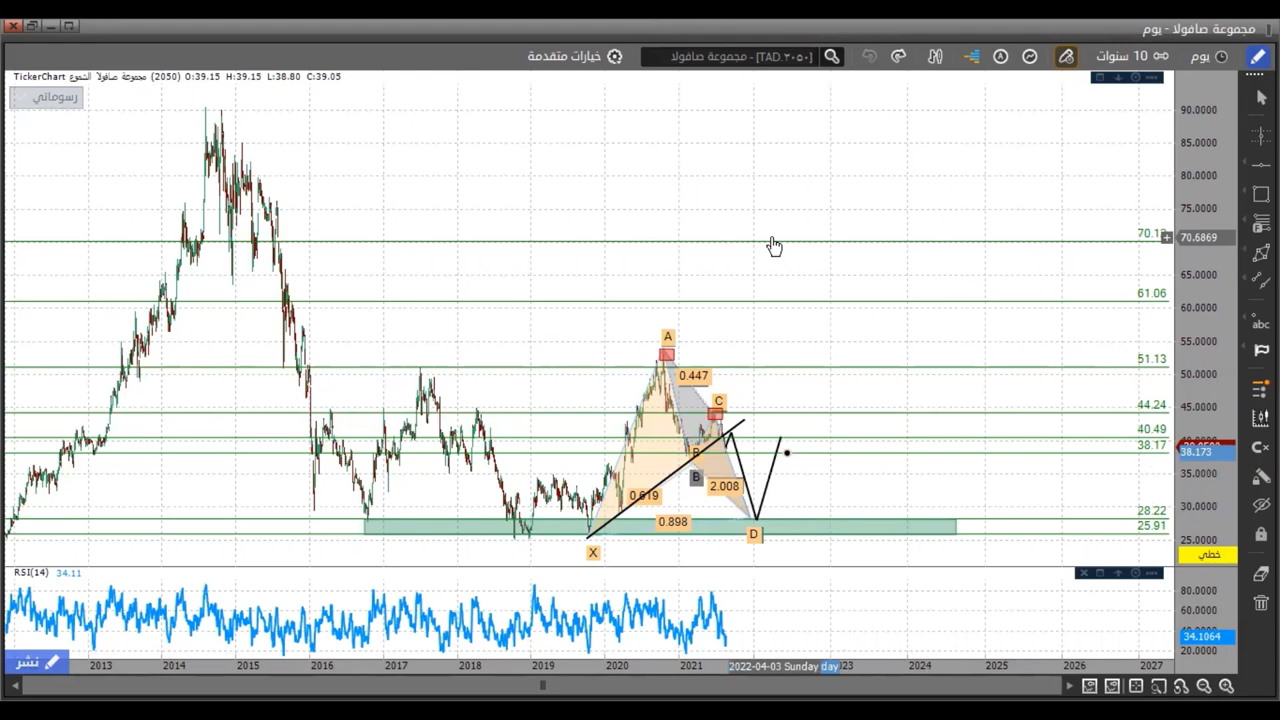 مجموعة صافولا - يوم
يوم
10 سنوات
[TAD.٣٠٥٠] - مجموعة صافولا
خيارات متقدمة
TickerChart مجموعة صافولا (2050) الشموع O:39.15 H:39.15 L:38.80 C:39.05
رسوماتي
90.0000
85.0000
80.0000
75.0000
70.6869
65.0000
60.0000
55.0000
50.0000
45.0000
38.173
35.0000
30.0000
25.0000
61.06
51.13
44.24
40.49
38.17
28.22
25.91
A
0.447
C
B
B
2.008
0.619
0.898
D
X
abc
خطي
RSI(14) 34.11
80.0000
60.0000
34.1064
20.0000
نشر
2013
2014
2015
2016
2017
2018
2019
2020
2021
2022-04-03 Sunday day
2024
2025
2026
2027